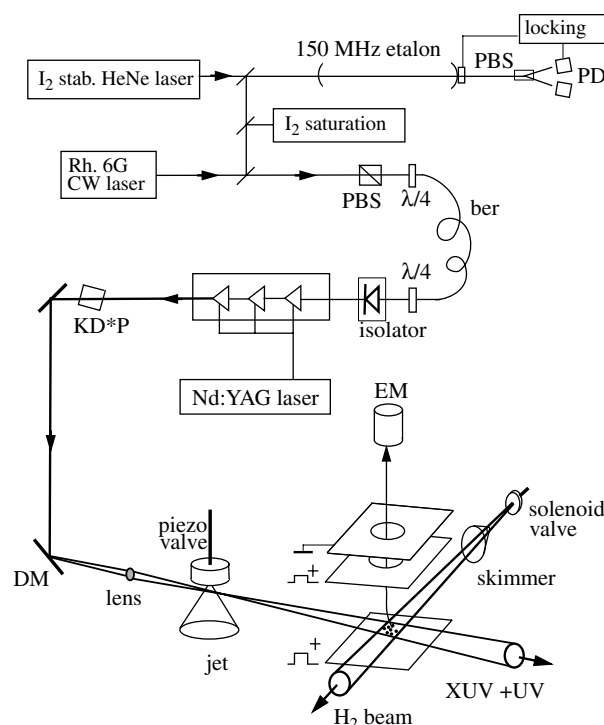 locking
150 MHz etalon
PBS
PD
I₂ stab. HeNe laser
I₂ saturation
Rh. 6G
CW laser
PBS
λ/4
ber
λ/4
isolator
KD*P
Nd:YAG laser
EM
solenoid
valve
piezo
valve
skimmer
+
DM
lens
+
jet
XUV +UV
H₂ beam